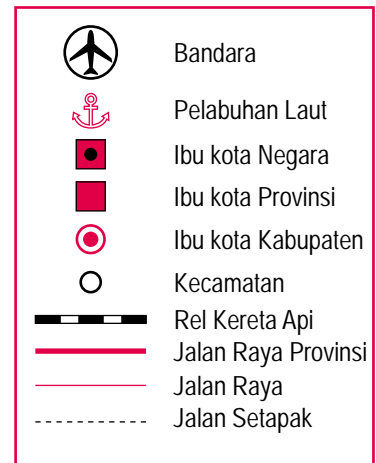 Bandara
Pelabuhan Laut
Ibu kota Negara
Ibu kota Provinsi
Ibu kota Kabupaten
Kecamatan
Rel Kereta Api
Jalan Raya Provinsi
Jalan Raya
Jalan Setapak